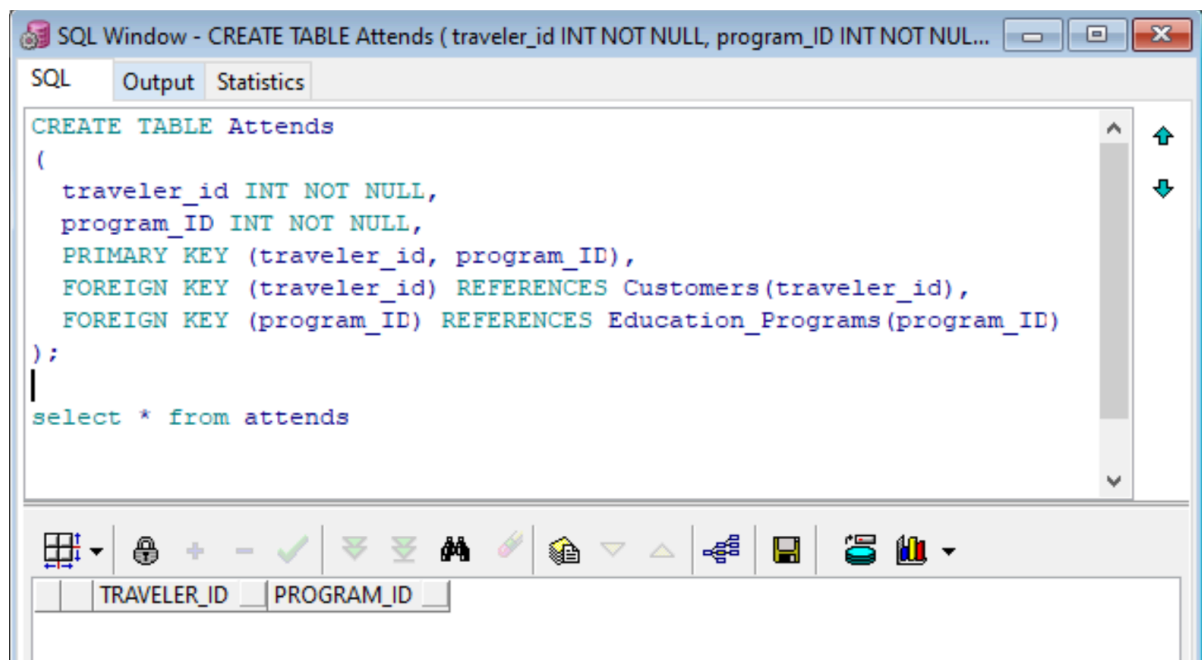 SQL Window - CREATE TABLE Attends ( traveler_id INT NOT NULL, program_ID INT NOT NUL...
SQL Output Statistics
CREATE TABLE Attends
(
  traveler_id INT NOT NULL,
  program_ID INT NOT NULL,
  PRIMARY KEY (traveler_id, program_ID),
  FOREIGN KEY (traveler_id) REFERENCES Customers(traveler_id),
  FOREIGN KEY (program_ID) REFERENCES Education_Programs(program_ID)
);
select * from attends
TRAVELER_ID PROGRAM_ID